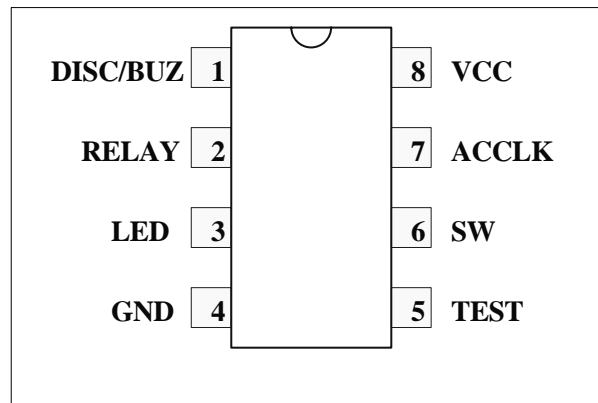 DISC/BUZ 1 8 VCC
RELAY 2 7 ACCLK
LED 3 6 SW
GND 4 5 TEST